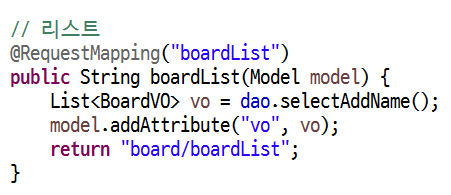 // 리스트
@RequestMapping("boardList")
public String boardList(Model model) {
    List<BoardVO> vo = dao.selectAddName();
    model.addAttribute("vo", vo);
    return "board/boardList";
}